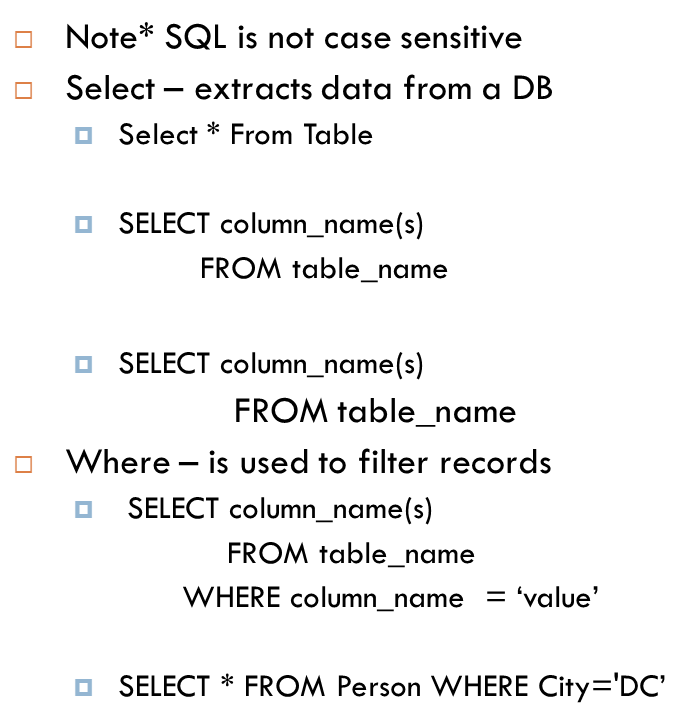 Note* SQL is not case sensitive
Select – extracts data from a DB
Select * From Table
SELECT column_name(s)
FROM table_name
SELECT column_name(s)
FROM table_name
Where – is used to filter records
SELECT column_name(s)
FROM table_name
WHERE column_name = ‘value’
SELECT * FROM Person WHERE City='DC’